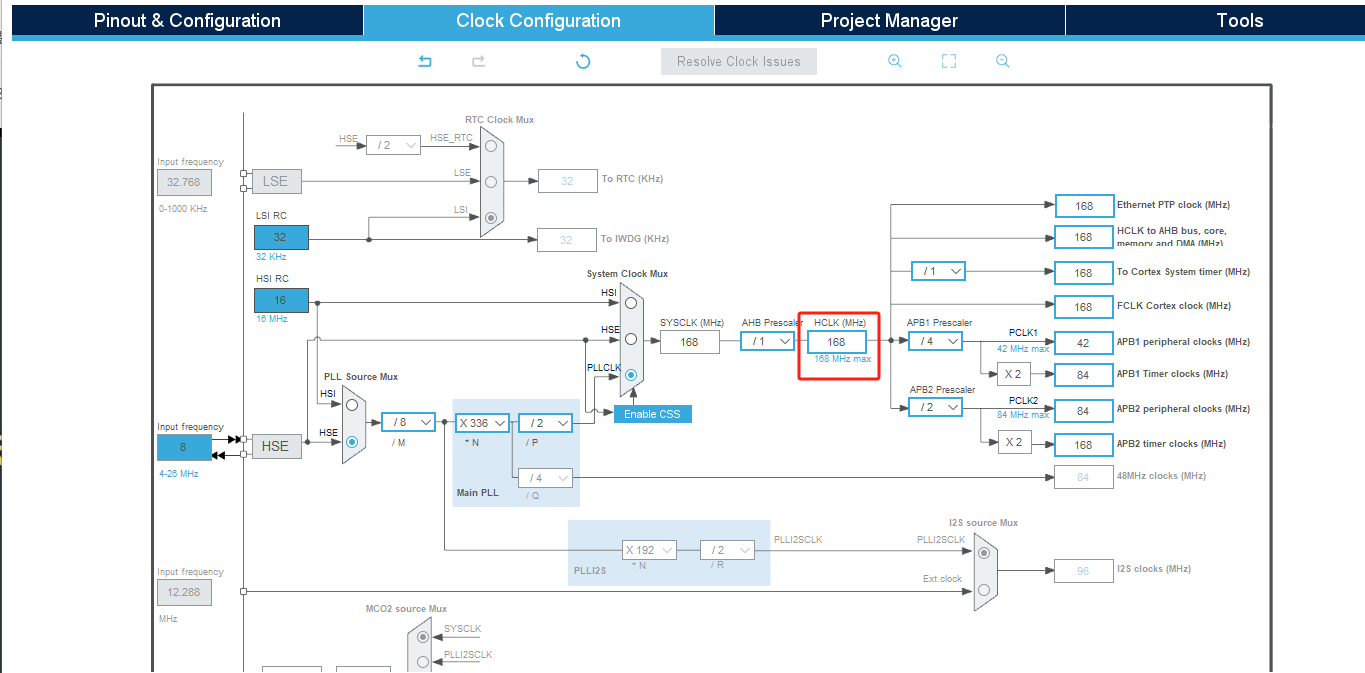 Pinout & Configuration
Clock Configuration
Project Manager
Tools
Resolve Clock Issues
RTC Clock Mux
HSE
/ 2
HSE_RTC
Input frequency
32.768
0-1000 KHz
LSE
LSE
32
To RTC (KHz)
LSI RC
LSI
32
32 KHz
32
To IWDG (KHz)
HSI RC
16
16 MHz
System Clock Mux
HSI
HSE
PLLCLK
SYSCLK (MHz)
168
AHB Prescaler
/ 1
HCLK (MHz)
168
168 MHz max
Enable CSS
168
Ethernet PTP clock (MHz)
168
HCLK to AHB bus, core,
memory and DMA (MHz)
/ 1
168
To Cortex System timer (MHz)
168
FCLK Cortex clock (MHz)
APB1 Prescaler
/ 4
PCLK1
42 MHz max
42
APB1 peripheral clocks (MHz)
X 2
84
APB1 Timer clocks (MHz)
APB2 Prescaler
/ 2
PCLK2
84 MHz max
84
APB2 peripheral clocks (MHz)
X 2
168
APB2 timer clocks (MHz)
84
48MHz clocks (MHz)
PLL Source Mux
HSI
HSE
Input frequency
8
4-26 MHz
HSE
/ 8
/ M
X 336
* N
/ 2
/ P
/ 4
/ Q
Main PLL
X 192
* N
/ 2
/ R
PLLI2S
PLLI2SCLK
I2S source Mux
PLLI2SCLK
Ext.clock
96
I2S clocks (MHz)
Input frequency
12.288
MHz
MCO2 source Mux
SYSCLK
PLLI2SCLK